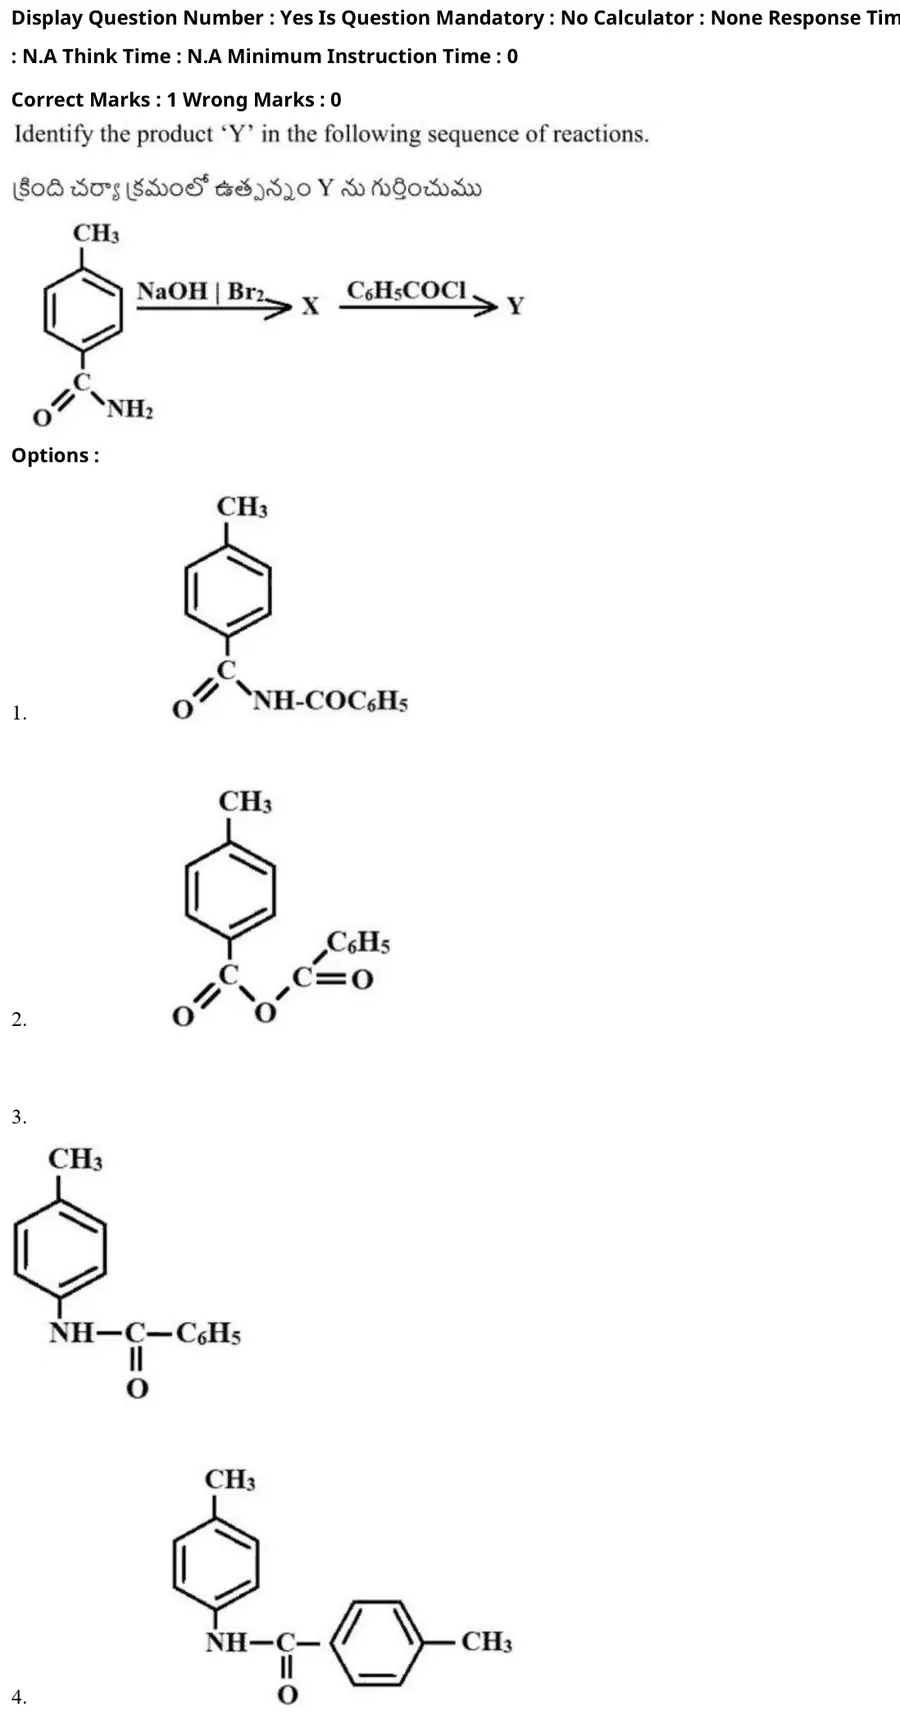 Display Question Number : Yes Is Question Mandatory : No Calculator : None Response Tim
: N.A Think Time : N.A Minimum Instruction Time : 0
Correct Marks : 1 Wrong Marks : 0
Identify the product ‘Y’ in the following sequence of reactions.
క్రింది చర్యా క్రమంలో ఉత్పన్నం Y ను గుర్తించుము
CH₃
NaOH | Br₂ X C₆H₅COCl Y
C
O NH₂
Options :
CH₃
C
O NH-COC₆H₅
1.
CH₃
C₆H₅
C C=O
O O
2.
3.
CH₃
NH—C—C₆H₅
O
CH₃
NH—C— —CH₃
O
4.